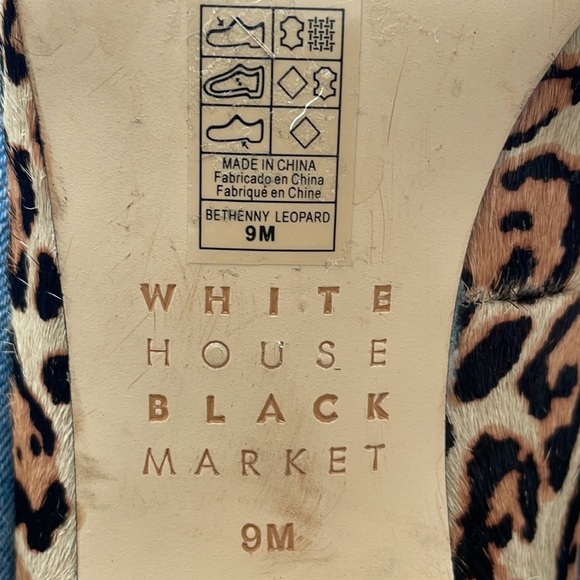 MADE IN CHINA
Fabricado en China
Fabriqué en Chine
BETHENNY LEOPARD
9M
WHITE
HOUSE
BLACK
MARKET
9M